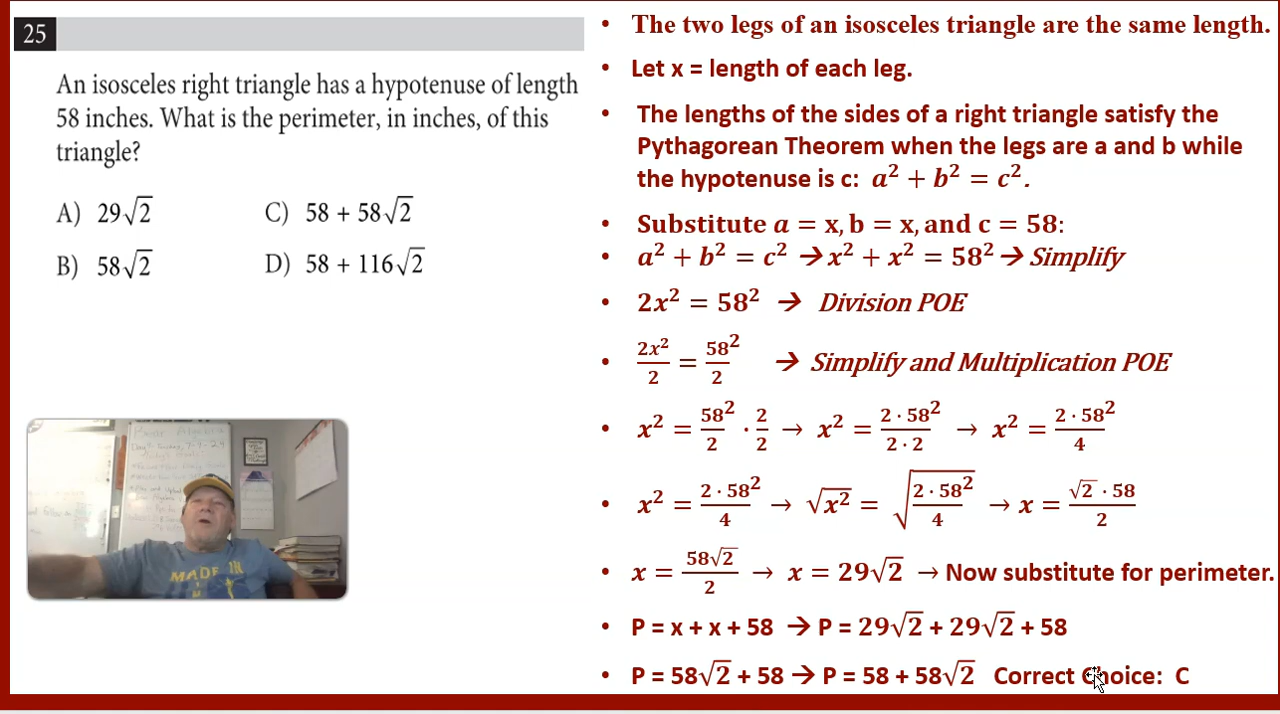 25
An isosceles right triangle has a hypotenuse of length
58 inches. What is the perimeter, in inches, of this
triangle?
A) 29√2
C) 58 + 58√2
B) 58√2
D) 58 + 116√2
• The two legs of an isosceles triangle are the same length.
• Let x = length of each leg.
• The lengths of the sides of a right triangle satisfy the
Pythagorean Theorem when the legs are a and b while
the hypotenuse is c: a² + b² = c².
• Substitute a = x, b = x, and c = 58:
• a² + b² = c² → x² + x² = 58² → Simplify
• 2x² = 58² → Division POE
• 2x²/2 = 58²/2 → Simplify and Multiplication POE
• x² = 58²/2 · 2/2 → x² = 2 · 58²/2 · 2 → x² = 2 · 58²/4
• x² = 2 · 58²/4 → √x² = √2 · 58²/4 → x = √2 · 58/2
• x = 58√2/2 → x = 29√2 → Now substitute for perimeter.
• P = x + x + 58 → P = 29√2 + 29√2 + 58
• P = 58√2 + 58 → P = 58 + 58√2 Correct Choice: C
MADE IN